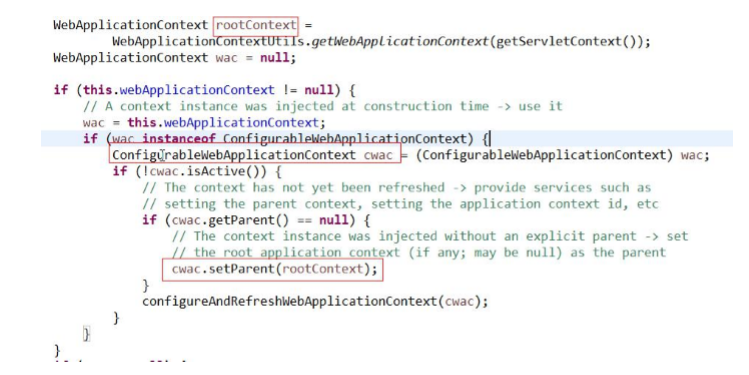 WebApplicationContext rootContext =
WebApplicationContextUtils.getWebApplicationContext(getServletContext());
WebApplicationContext wac = null;
if (this.webApplicationContext != null) {
// A context instance was injected at construction time -> use it
wac = this.webApplicationContext;
if (wac instanceof ConfigurableWebApplicationContext) {
ConfigurableWebApplicationContext cwac = (ConfigurableWebApplicationContext) wac;
if (!cwac.isActive()) {
// The context has not yet been refreshed -> provide services such as
// setting the parent context, setting the application context id, etc
if (cwac.getParent() == null) {
// The context instance was injected without an explicit parent -> set
// the root application context (if any; may be null) as the parent
cwac.setParent(rootContext);
}
configureAndRefreshWebApplicationContext(cwac);
}
}
}